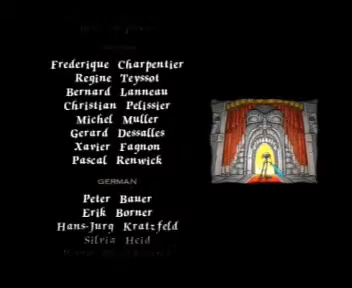 Frederique Charpentier
Regine Teyssot
Bernard Lanneau
Christian Pelissier
Michel Muller
Gerard Dessalles
Xavier Fagnon
Pascal Renwick
GERMAN
Peter Bauer
Erik Borner
Hans-Jurg Kratzfeld
Silvia Heid